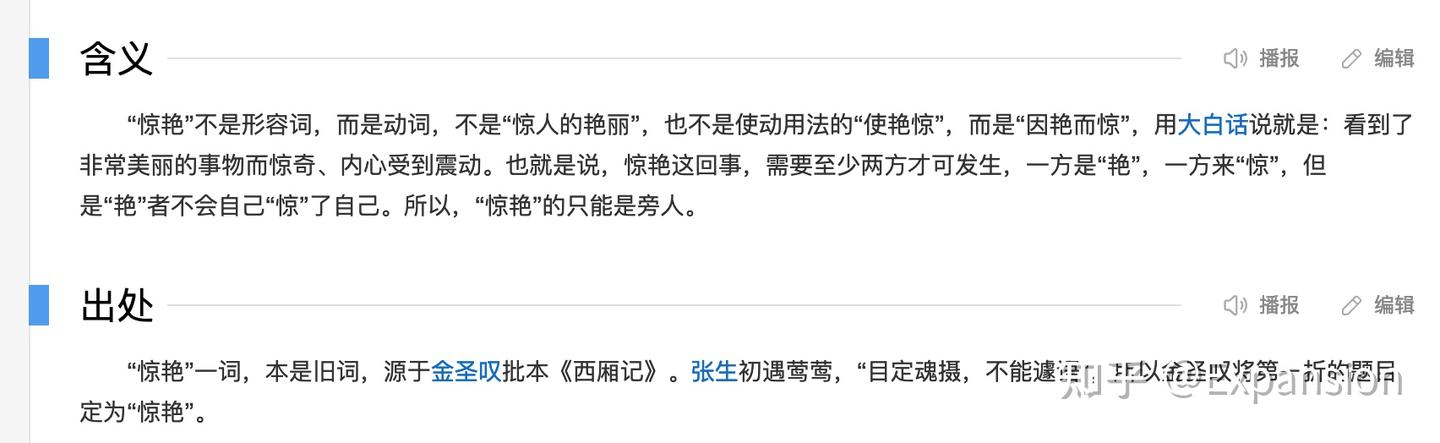 含义
播报 编辑
“惊艳”不是形容词，而是动词，不是“惊人的艳丽”，也不是使动用法的“使艳惊”，而是“因艳而惊”，用大白话说就是：看到了
非常美丽的事物而惊奇、内心受到震动。也就是说，惊艳这回事，需要至少两方才可发生，一方是“艳”，一方来“惊”，但
是“艳”者不会自己“惊”了自己。所以，“惊艳”的只能是旁人。
出处
播报 编辑
“惊艳”一词，本是旧词，源于金圣叹批本《西厢记》。张生初遇莺莺，“目定魂摄，不能遽语”，所以金圣叹将第一折的题目
定为“惊艳”。
知乎 @Expansion